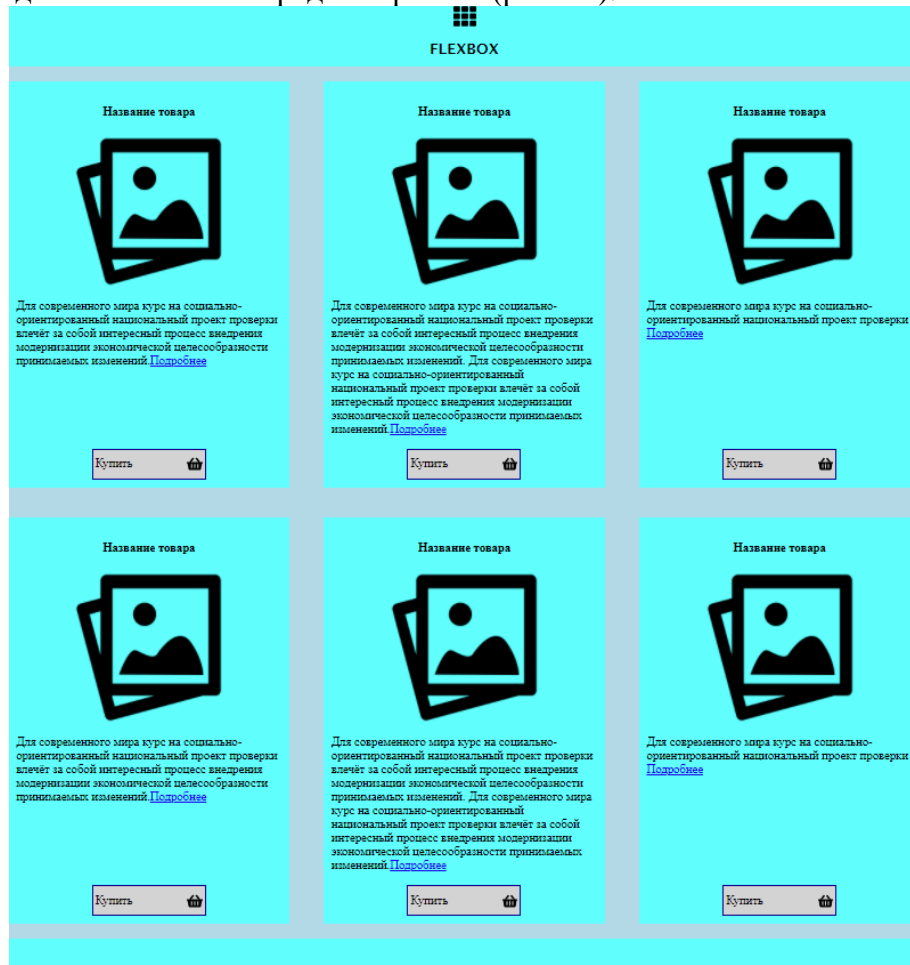 FLEXBOX
Название товара
Для современного мира курс на социально-
ориентированный национальный проект проверки
влечёт за собой интересный процесс внедрения
модернизации экономической целесообразности
принимаемых изменений.Подробнее
Купить
Название товара
Для современного мира курс на социально-
ориентированный национальный проект проверки
влечёт за собой интересный процесс внедрения
модернизации экономической целесообразности
принимаемых изменений. Для современного мира
курс на социально-ориентированный
национальный проект проверки влечёт за собой
интересный процесс внедрения модернизации
экономической целесообразности принимаемых
изменений.Подробнее
Купить
Название товара
Для современного мира курс на социально-
ориентированный национальный проект проверки
Подробнее
Купить
Название товара
Для современного мира курс на социально-
ориентированный национальный проект проверки
влечёт за собой интересный процесс внедрения
модернизации экономической целесообразности
принимаемых изменений.Подробнее
Купить
Название товара
Для современного мира курс на социально-
ориентированный национальный проект проверки
влечёт за собой интересный процесс внедрения
модернизации экономической целесообразности
принимаемых изменений. Для современного мира
курс на социально-ориентированный
национальный проект проверки влечёт за собой
интересный процесс внедрения модернизации
экономической целесообразности принимаемых
изменений.Подробнее
Купить
Название товара
Для современного мира курс на социально-
ориентированный национальный проект проверки
Подробнее
Купить